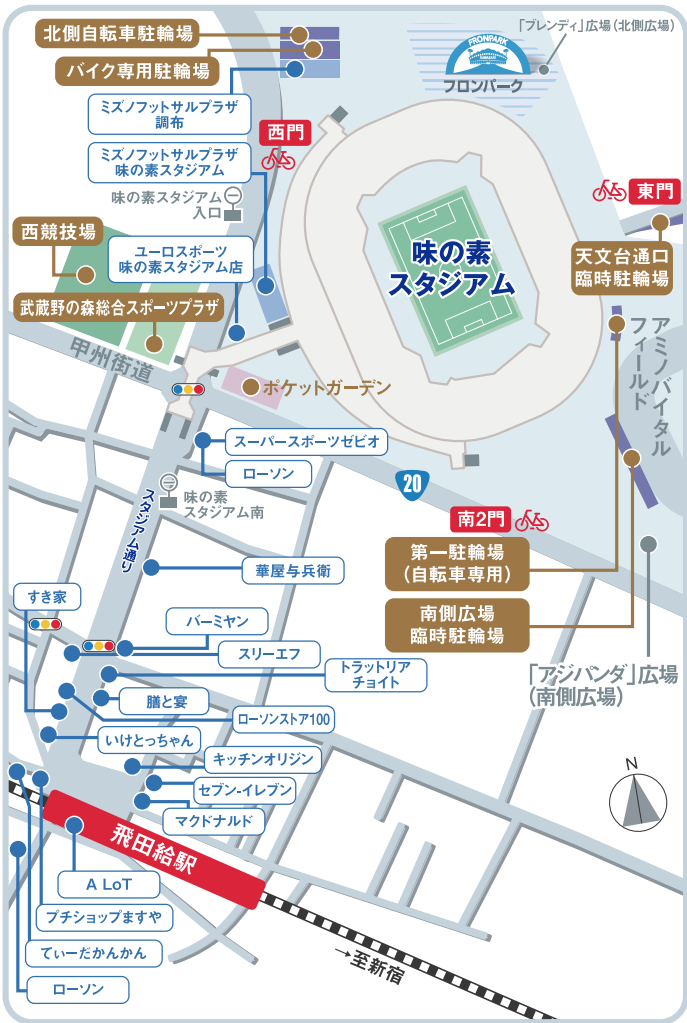 北側自転車駐輪場
「ブレンディ」広場（北側広場）
バイク専用駐輪場
FRONPARK
フロンパーク
ミズノフットサルプラザ
調布
西門
ミズノフットサルプラザ
味の素スタジアム
東門
味の素スタジアム
入口
西競技場
ユーロスポーツ
味の素スタジアム店
味の素
スタジアム
天文台通口
臨時駐輪場
武蔵野の森総合スポーツプラザ
アミノバイタル
フィールド
甲州街道
ポケットガーデン
スーパースポーツゼビオ
ローソン
20
味の素
スタジアム南
スタジアム通り
南2門
第一駐輪場
（自転車専用）
華屋与兵衛
すき家
南側広場
臨時駐輪場
バーミヤン
スリーエフ
トラットリア
チョイト
「アジパンダ」広場
（南側広場）
膳と宴
ローソンストア100
いけとっちゃん
キッチンオリジン
N
セブン-イレブン
マクドナルド
飛田給駅
A LoT
プチショップますや
てぃーだかんかん
→至新宿
ローソン